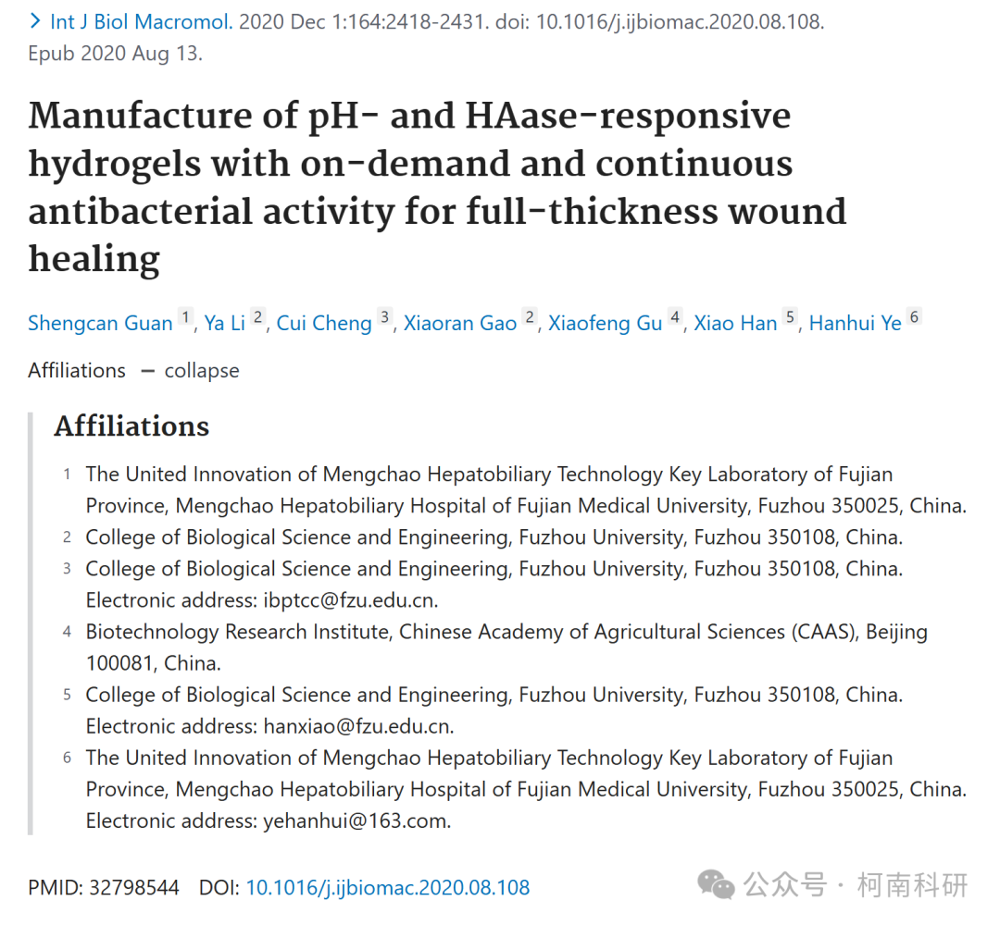 > Int J Biol Macromol. 2020 Dec 1:164:2418-2431. doi: 10.1016/j.ijbiomac.2020.08.108.
Epub 2020 Aug 13.
Manufacture of pH- and HAase-responsive
hydrogels with on-demand and continuous
antibacterial activity for full-thickness wound
healing
Shengcan Guan 1, Ya Li 2, Cui Cheng 3, Xiaoran Gao 2, Xiaofeng Gu 4, Xiao Han 5, Hanhui Ye 6
Affiliations — collapse
Affiliations
1 The United Innovation of Mengchao Hepatobiliary Technology Key Laboratory of Fujian
Province, Mengchao Hepatobiliary Hospital of Fujian Medical University, Fuzhou 350025, China.
2 College of Biological Science and Engineering, Fuzhou University, Fuzhou 350108, China.
3 College of Biological Science and Engineering, Fuzhou University, Fuzhou 350108, China.
Electronic address: ibptcc@fzu.edu.cn.
4 Biotechnology Research Institute, Chinese Academy of Agricultural Sciences (CAAS), Beijing
100081, China.
5 College of Biological Science and Engineering, Fuzhou University, Fuzhou 350108, China.
Electronic address: hanxiao@fzu.edu.cn.
6 The United Innovation of Mengchao Hepatobiliary Technology Key Laboratory of Fujian
Province, Mengchao Hepatobiliary Hospital of Fujian Medical University, Fuzhou 350025, China.
Electronic address: yehanhui@163.com.
PMID: 32798544 DOI: 10.1016/j.ijbiomac.2020.08.108
公众号 · 柯南科研